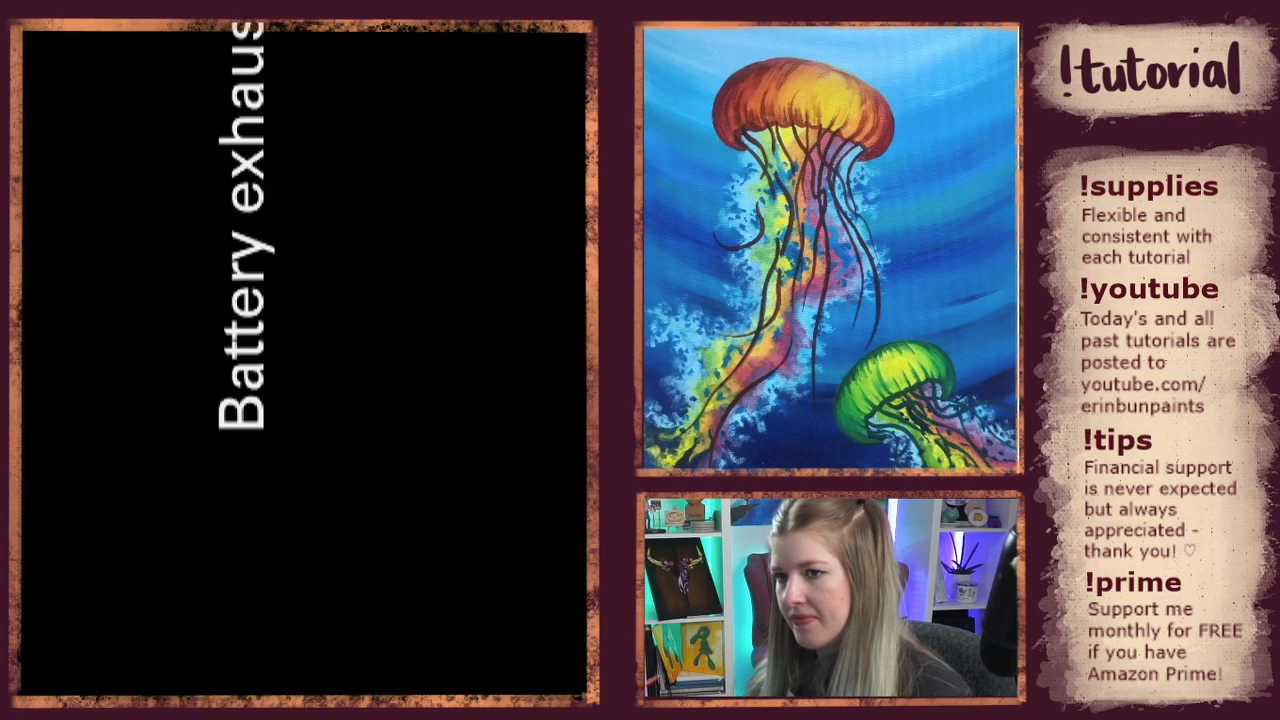 Battery exhaus
!tutorial
!supplies
Flexible and
consistent with
each tutorial
!youtube
Today's and all
past tutorials are
posted to
youtube.com/
erinbunpaints
!tips
Financial support
is never expected
but always
appreciated -
thank you! ♡
!prime
Support me
monthly for FREE
if you have
Amazon Prime!